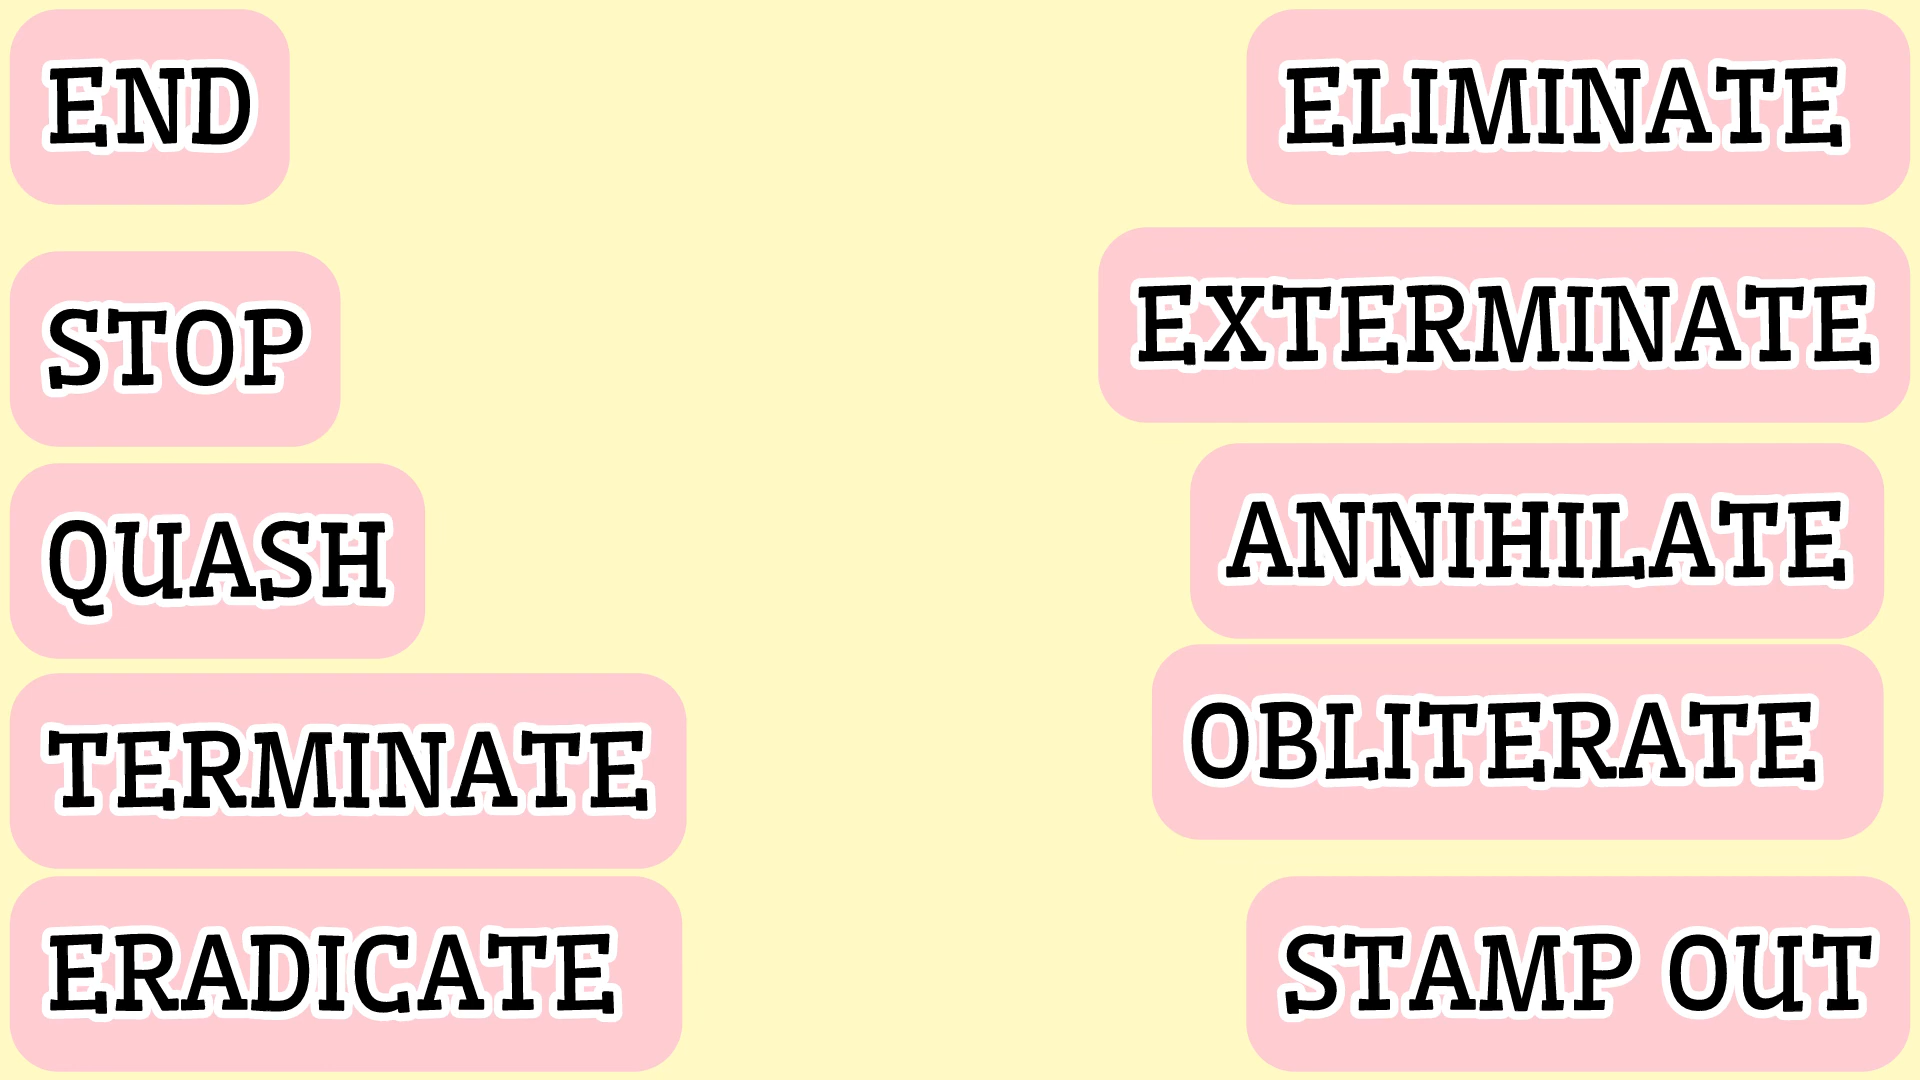 END
STOP
QUASH
TERMINATE
ERADICATE
ELIMINATE
EXTERMINATE
ANNIHILATE
OBLITERATE
STAMP OUT